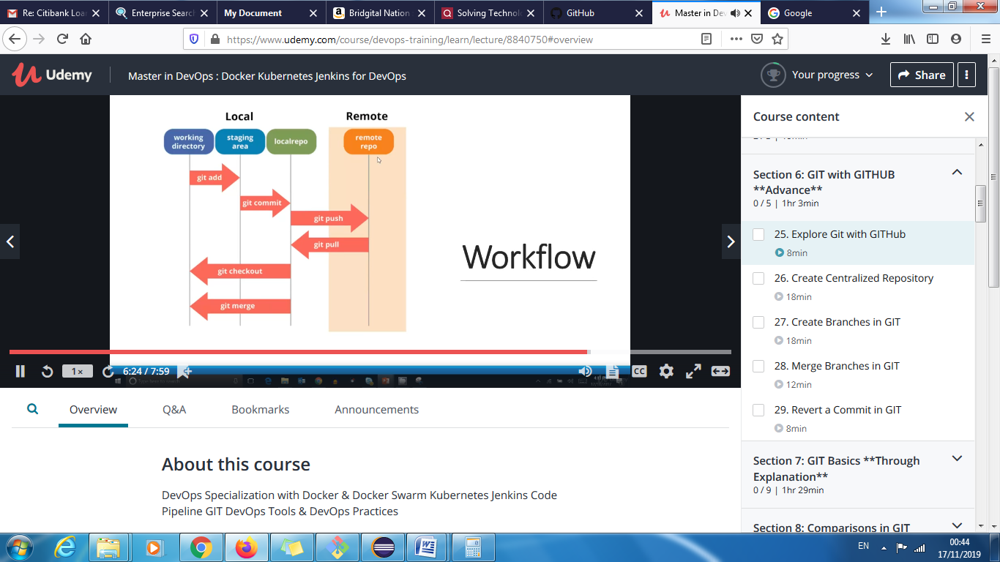 Re: Citibank Loan
Enterprise Search
My Document
Bridgital Nation
Solving Technol
GitHub
Master in Dev
Google
https://www.udemy.com/course/devops-training/learn/lecture/8840750#overview
Udemy
Master in DevOps : Docker Kubernetes Jenkins for DevOps
Your progress
Share
Local
Remote
working
directory
staging
area
localrepo
remote
repo
git add
git commit
git push
git pull
git checkout
git merge
Workflow
1x
6:24 / 7:59
CC
Course content
Section 6: GIT with GITHUB
**Advance**
0 / 5 | 1hr 3min
25. Explore Git with GITHub
8min
26. Create Centralized Repository
18min
27. Create Branches in GIT
18min
28. Merge Branches in GIT
12min
29. Revert a Commit in GIT
8min
Section 7: GIT Basics **Through
Explanation**
0 / 9 | 1hr 29min
Section 8: Comparisons in GIT
Overview
Q&A
Bookmarks
Announcements
About this course
DevOps Specialization with Docker & Docker Swarm Kubernetes Jenkins Code
Pipeline GIT DevOps Tools & DevOps Practices
EN
00:44
17/11/2019